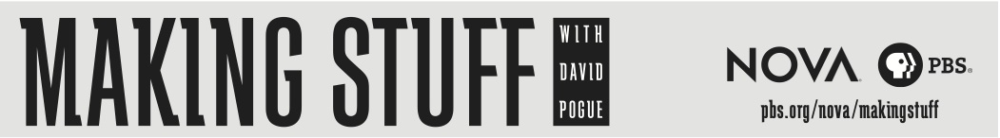 MAKING STUFF
WITH
DAVID
POGUE
NOVA
PBS
pbs.org/nova/makingstuff